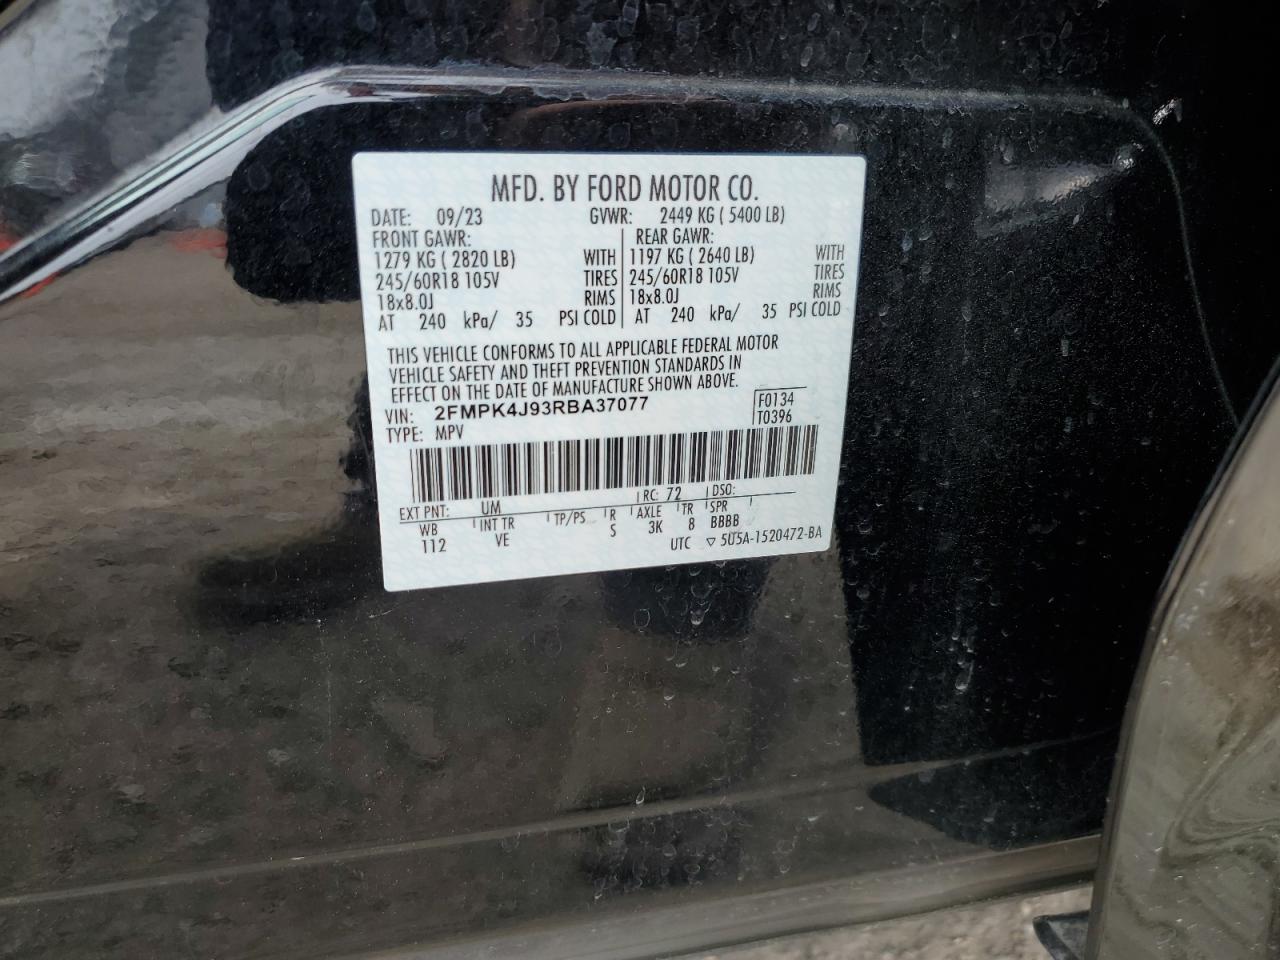 MFD. BY FORD MOTOR CO.
DATE: 09/23 GVWR: 2449 KG ( 5400 LB)
FRONT GAWR: REAR GAWR:
1279 KG ( 2820 LB) WITH 1197 KG ( 2640 LB) WITH
245/60R18 105V TIRES 245/60R18 105V TIRES
18x8.0J RIMS 18x8.0J RIMS
AT 240 kPa/ 35 PSI COLD AT 240 kPa/ 35 PSI COLD
THIS VEHICLE CONFORMS TO ALL APPLICABLE FEDERAL MOTOR
VEHICLE SAFETY AND THEFT PREVENTION STANDARDS IN
EFFECT ON THE DATE OF MANUFACTURE SHOWN ABOVE.
VIN: 2FMPK4J93RBA37077 F0134
TYPE: MPV T0396
EXT PNT: UM RC: 72 DSO:
WB INT TR TP/PS R AXLE TR SPR
112 VE S 3K 8 BBBB
UTC ▽ 5U5A-1520472-BA